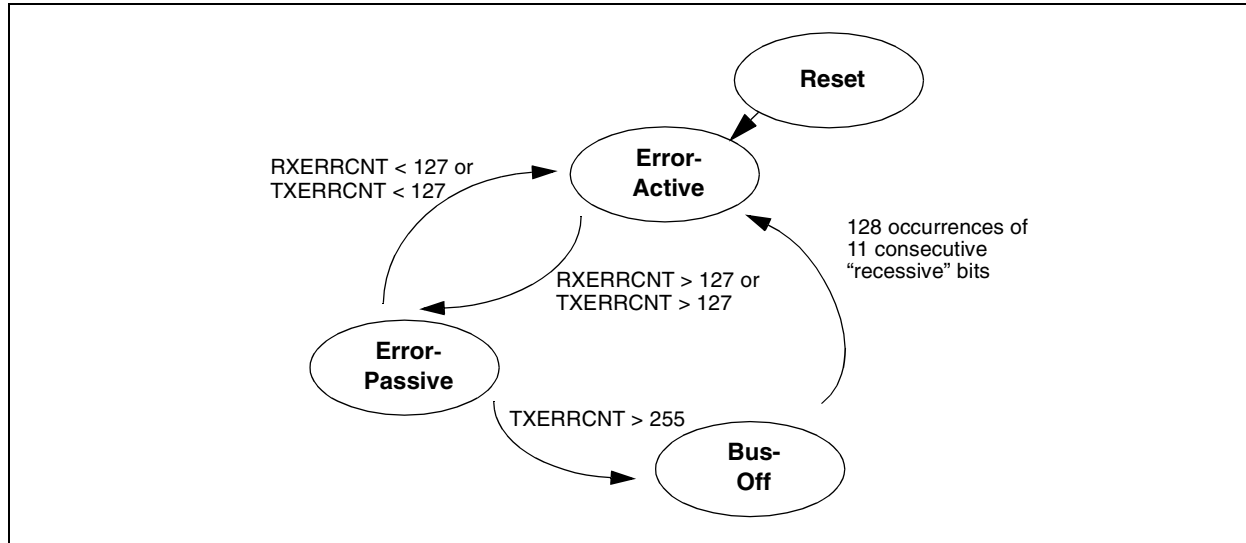 Reset
Error-
Active
RXERRCNT < 127 or
TXERRCNT < 127
128 occurrences of
11 consecutive
“recessive” bits
RXERRCNT > 127 or
TXERRCNT > 127
Error-
Passive
TXERRCNT > 255
Bus-
Off